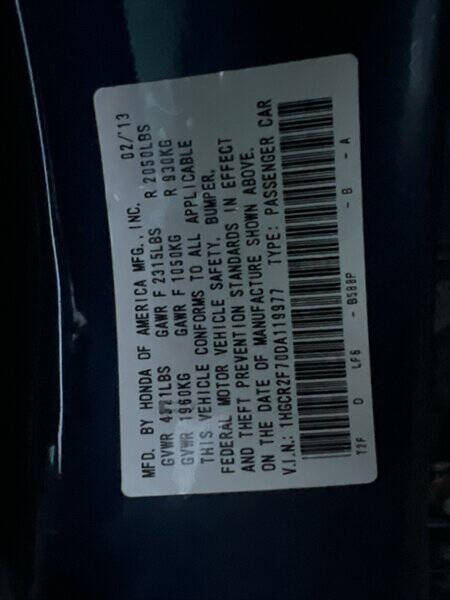 MFD. BY HONDA OF AMERICA MFG., INC. 02/'13
GVWR 4321LBS GAWR F 2315LBS R 2050LBS
GVWR 1960KG GAWR F 1050KG R 930KG
THIS VEHICLE CONFORMS TO ALL APPLICABLE
FEDERAL MOTOR VEHICLE SAFETY, BUMPER,
AND THEFT PREVENTION STANDARDS IN EFFECT
ON THE DATE OF MANUFACTURE SHOWN ABOVE.
V.I.N.: 1HGCR2F70DA119977 TYPE: PASSENGER CAR
T2F D LF6 - B588P - B - A